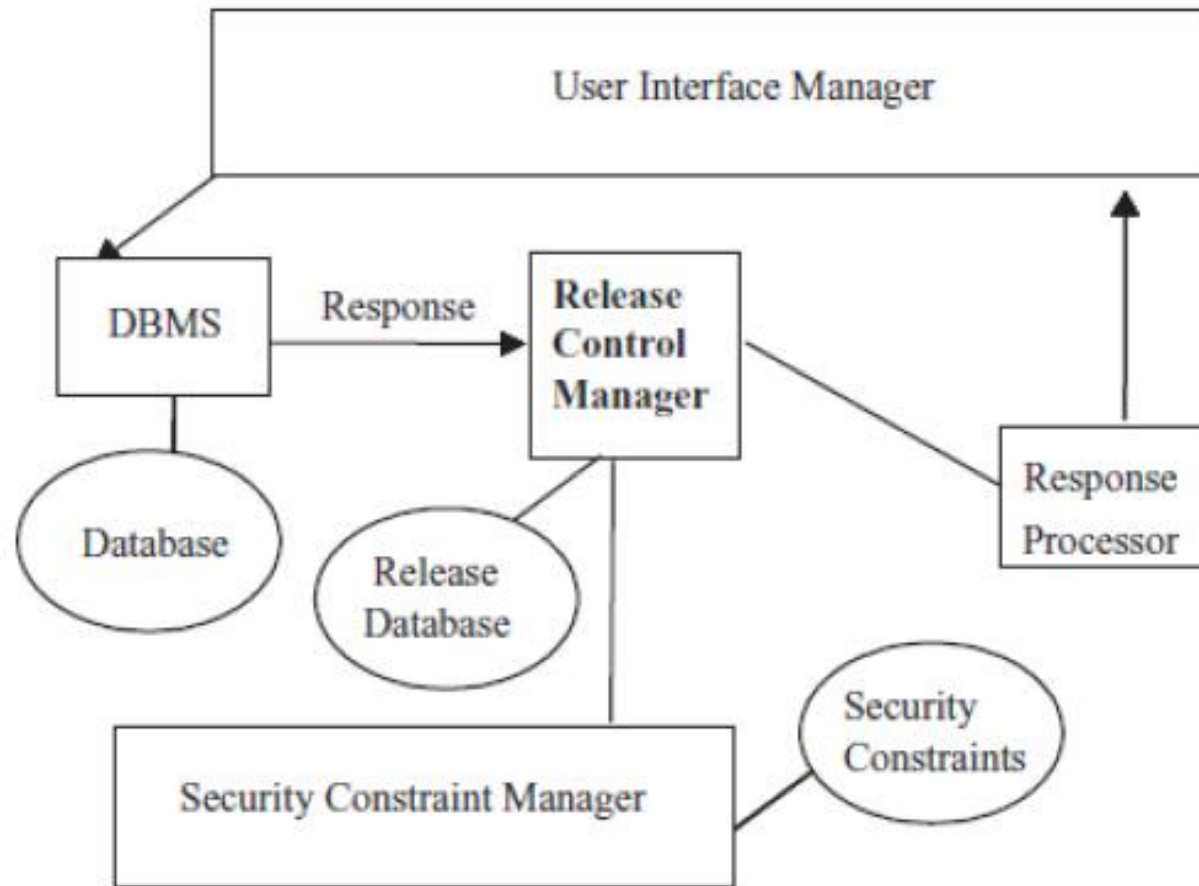 User Interface Manager
DBMS
Response
Release
Control
Manager
Response
Processor
Database
Release
Database
Security
Constraints
Security Constraint Manager